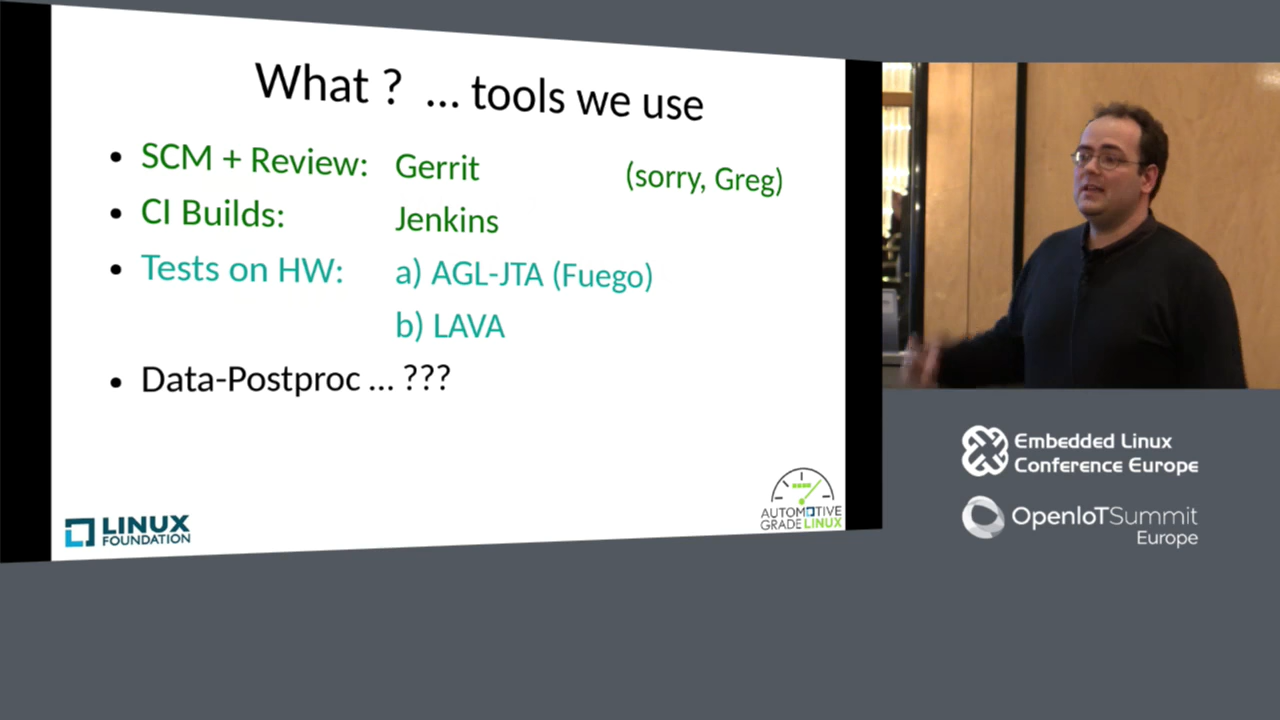 What ? ... tools we use
• SCM + Review: Gerrit (sorry, Greg)
• CI Builds: Jenkins
• Tests on HW: a) AGL-JTA (Fuego)
b) LAVA
• Data-Postproc ... ???
LINUX
FOUNDATION
AUTOMOTIVE
GRADE LINUX
Embedded Linux
Conference Europe
OpenIoTSummit
Europe